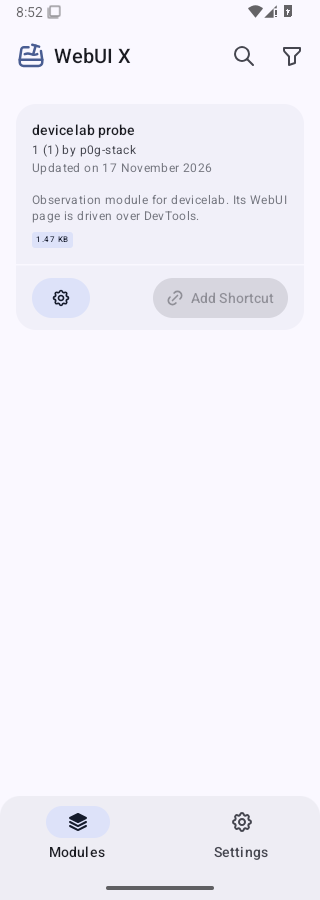 8:52
WebUI X
devicelab probe
1 (1) by p0g-stack
Updated on 17 November 2026
Observation module for devicelab. Its WebUI
page is driven over DevTools.
1.47 KB
Add Shortcut
Modules
Settings